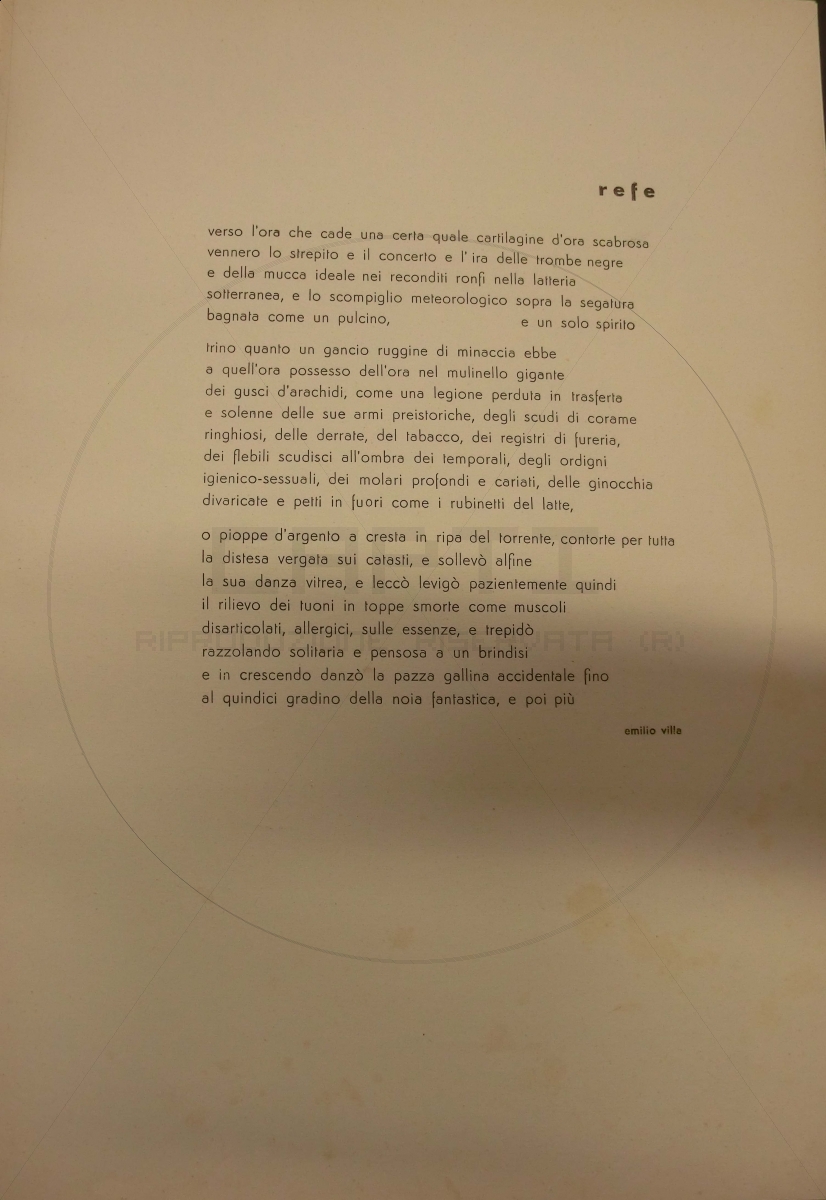 refe
verso l'ora che cade una certa quale cartilagine d'ora scabrosa
vennero lo strepito e il concerto e l' ira delle trombe negre
e della mucca ideale nei reconditi ronfi nella latteria
sotterranea, e lo scompiglio meteorologico sopra la segatura
bagnata come un pulcino, e un solo spirito
trino quanto un gancio ruggine di minaccia ebbe
a quell'ora possesso dell'ora nel mulinello gigante
dei gusci d'arachidi, come una legione perduta in trasferta
e solenne delle sue armi preistoriche, degli scudi di corame
ringhiosi, delle derrate, del tabacco, dei registri di fureria,
dei flebili scudisci all'ombra dei temporali, degli ordigni
igienico-sessuali, dei molari profondi e cariati, delle ginocchia
divaricate e petti in fuori come i rubinetti del latte,
o pioppe d'argento a cresta in ripa del torrente, contorte per tutta
la distesa vergata sui catasti, e sollevò alfine
la sua danza vitrea, e leccò levigò pazientemente quindi
il rilievo dei tuoni in toppe smorte come muscoli
disarticolati, allergici, sulle essenze, e trepidò
razzolando solitaria e pensosa a un brindisi
e in crescendo danzò la pazza gallina accidentale fino
al quindici gradino della noia fantastica, e poi più
emilio villa